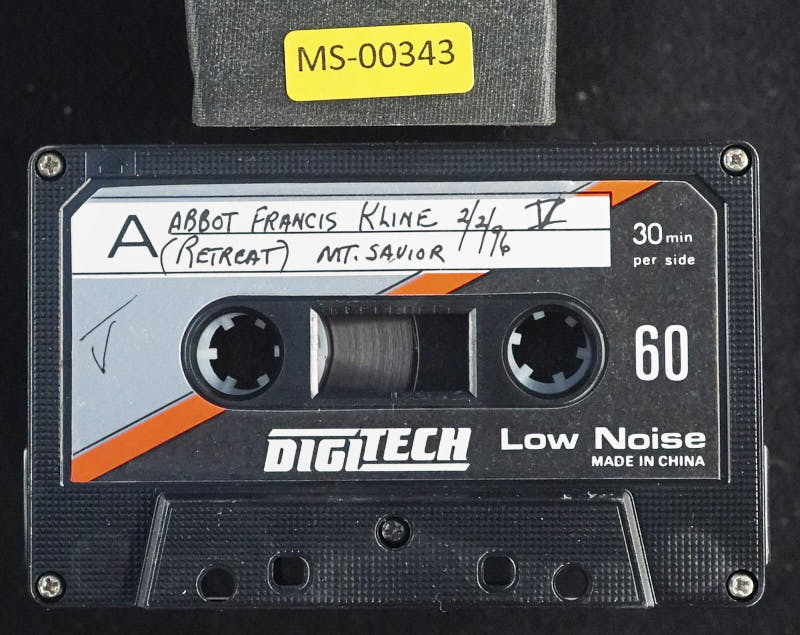 MS-00343
A ABBOT FRANCIS KLINE 2/2/96 V
(RETREAT) MT. SAVIOR
30 min
per side
V
60
DIGITECH Low Noise
MADE IN CHINA